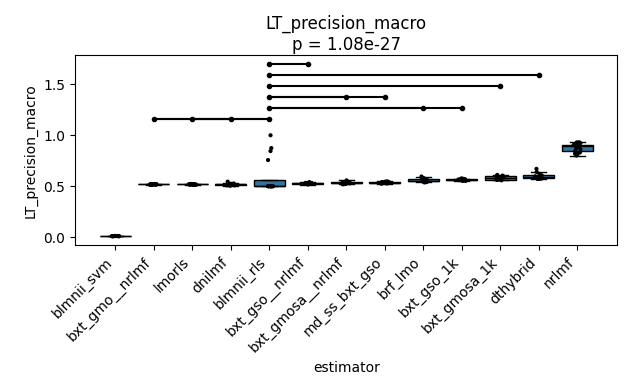 LT_precision_macro
p = 1.08e-27
LT_precision_macro
1.5
1.0
0.5
0.0
blmnii_svm
bxt_gmo__nrlmf
lmorls
dnilmf
blmnii_rls
bxt_gso__nrlmf
bxt_gmosa__nrlmf
md_ss_bxt_gso
brf_lmo
bxt_gso_1k
bxt_gmosa_1k
dthybrid
nrlmf
estimator